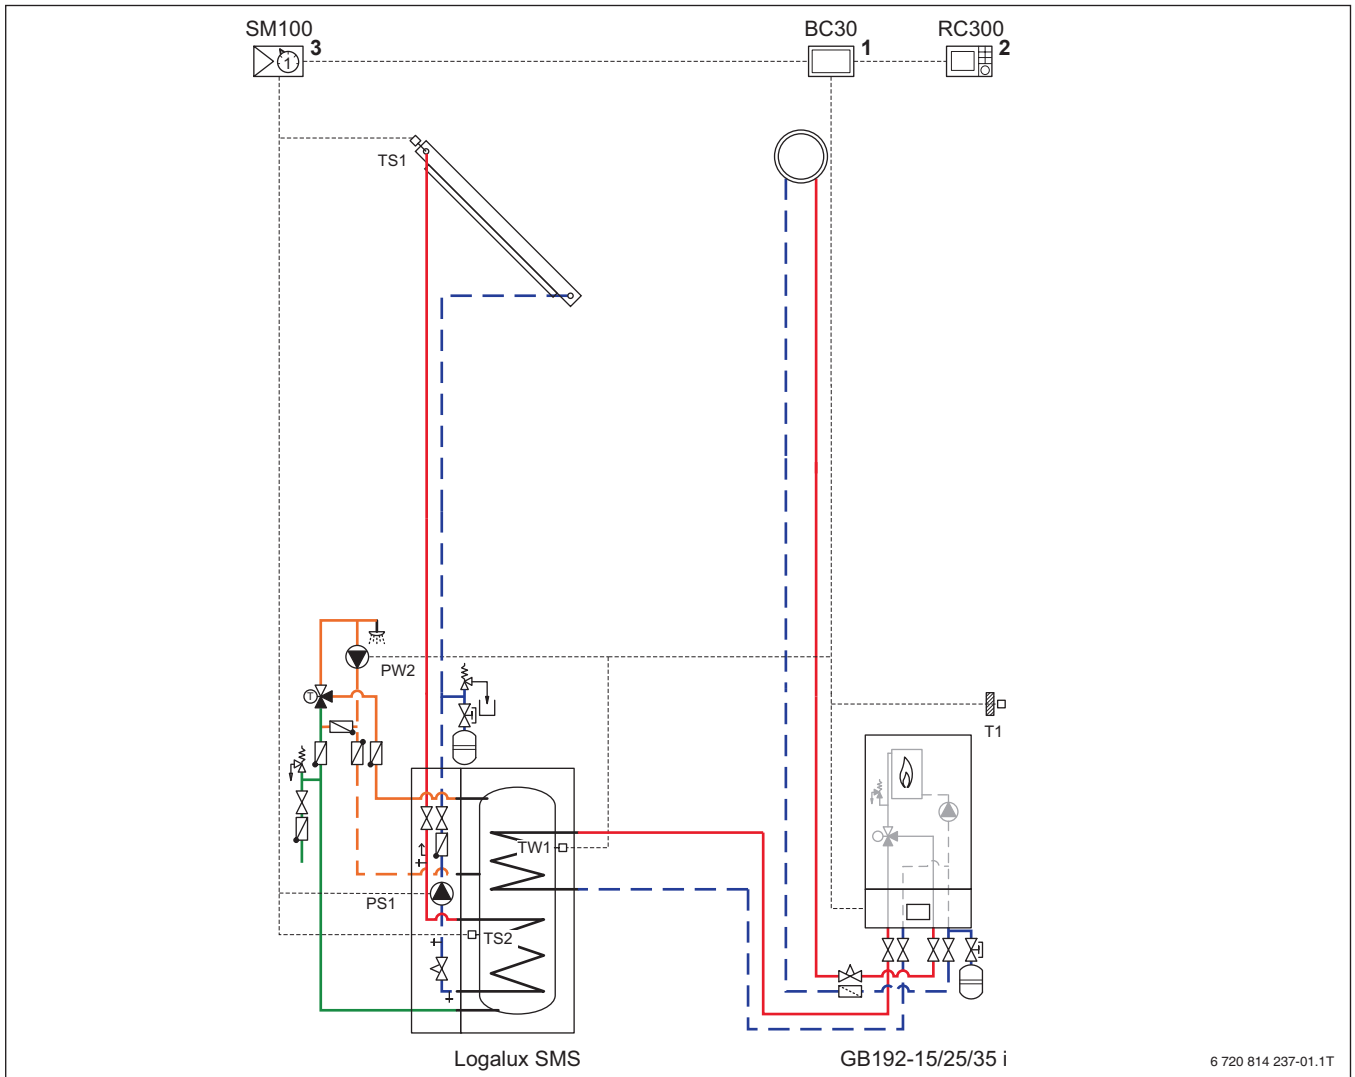 SM100
3
1
BC30
1
RC300
2
TS1
PW2
T
T1
TW1
PS1
TS2
Logalux SMS
GB192-15/25/35 i
6 720 814 237-01.1T